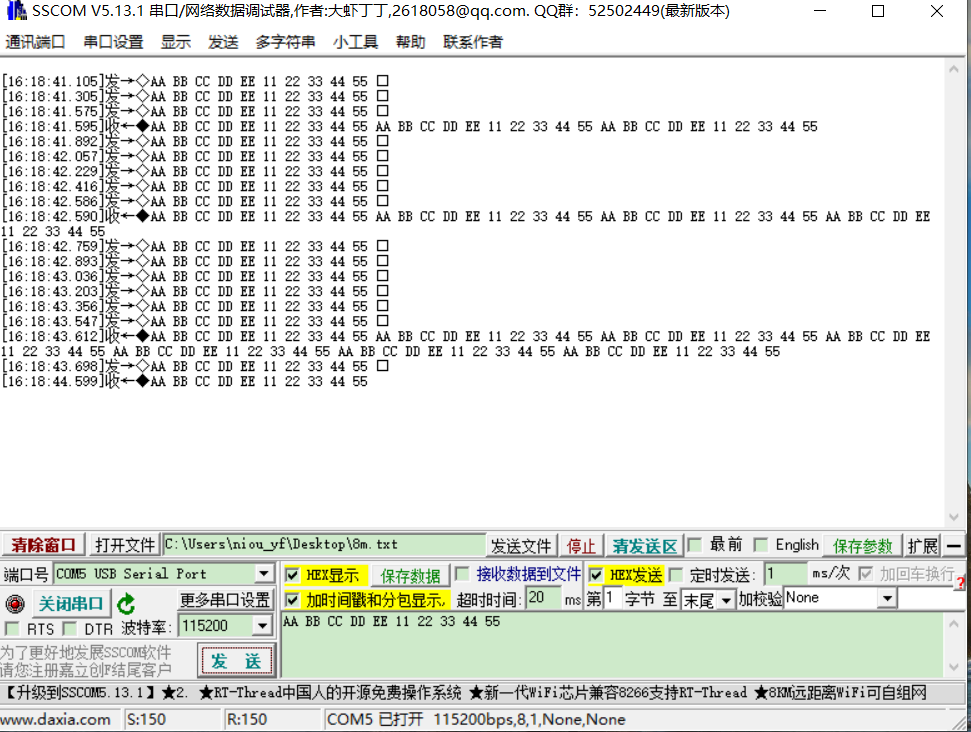 SSCOM V5.13.1 串口/网络数据调试器,作者:大虾丁丁,2618058@qq.com. QQ群: 52502449(最新版本)
通讯端口 串口设置 显示 发送 多字符串 小工具 帮助 联系作者
[16:18:41.105]发→◇AA BB CC DD EE 11 22 33 44 55 □
[16:18:41.305]发→◇AA BB CC DD EE 11 22 33 44 55 □
[16:18:41.575]发→◇AA BB CC DD EE 11 22 33 44 55 □
[16:18:41.595]收←◆AA BB CC DD EE 11 22 33 44 55 AA BB CC DD EE 11 22 33 44 55 AA BB CC DD EE 11 22 33 44 55
[16:18:41.892]发→◇AA BB CC DD EE 11 22 33 44 55 □
[16:18:42.057]发→◇AA BB CC DD EE 11 22 33 44 55 □
[16:18:42.229]发→◇AA BB CC DD EE 11 22 33 44 55 □
[16:18:42.416]发→◇AA BB CC DD EE 11 22 33 44 55 □
[16:18:42.586]发→◇AA BB CC DD EE 11 22 33 44 55 □
[16:18:42.590]收←◆AA BB CC DD EE 11 22 33 44 55 AA BB CC DD EE 11 22 33 44 55 AA BB CC DD EE 11 22 33 44 55 AA BB CC DD EE
11 22 33 44 55
[16:18:42.759]发→◇AA BB CC DD EE 11 22 33 44 55 □
[16:18:42.893]发→◇AA BB CC DD EE 11 22 33 44 55 □
[16:18:43.036]发→◇AA BB CC DD EE 11 22 33 44 55 □
[16:18:43.203]发→◇AA BB CC DD EE 11 22 33 44 55 □
[16:18:43.356]发→◇AA BB CC DD EE 11 22 33 44 55 □
[16:18:43.547]发→◇AA BB CC DD EE 11 22 33 44 55 □
[16:18:43.612]收←◆AA BB CC DD EE 11 22 33 44 55 AA BB CC DD EE 11 22 33 44 55 AA BB CC DD EE 11 22 33 44 55 AA BB CC DD EE
11 22 33 44 55 AA BB CC DD EE 11 22 33 44 55 AA BB CC DD EE 11 22 33 44 55 AA BB CC DD EE 11 22 33 44 55
[16:18:43.698]发→◇AA BB CC DD EE 11 22 33 44 55 □
[16:18:44.599]收←◆AA BB CC DD EE 11 22 33 44 55
清除窗口 打开文件 C:\Users\niou_yf\Desktop\8m.txt 发送文件 停止 清发送区 最前 English 保存参数 扩展 —
端口号 COM5 USB Serial Port HEX显示 保存数据 接收数据到文件 HEX发送 定时发送: 1 ms/次 加回车换行
关闭串口 更多串口设置 加时间戳和分包显示, 超时时间: 20 ms 第 1 字节 至 末尾 加校验 None ?
RTS DTR 波特率: 115200 AA BB CC DD EE 11 22 33 44 55
为了更好地发展SSCOM软件
请您注册嘉立创F结尾客户
发 送
【升级到SSCOM5.13.1】★2. ★RT-Thread中国人的开源免费操作系统 ★新一代WiFi芯片兼容8266支持RT-Thread ★8KM远距离WiFi可自组网
www.daxia.com S:150 R:150 COM5 已打开 115200bps,8,1,None,None